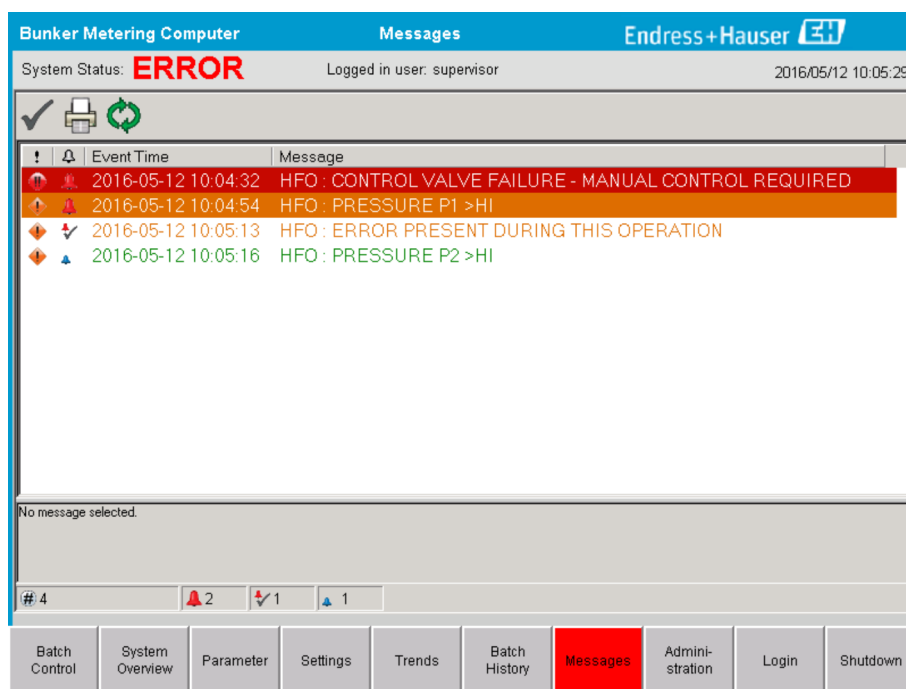 Bunker Metering Computer Messages Endress+Hauser EH
System Status: ERROR Logged in user: supervisor 2016/05/12 10:05:29
! Event Time Message
!! 2016-05-12 10:04:32 HFO : CONTROL VALVE FAILURE - MANUAL CONTROL REQUIRED
! 2016-05-12 10:04:54 HFO : PRESSURE P1 >HI
! 2016-05-12 10:05:13 HFO : ERROR PRESENT DURING THIS OPERATION
! 2016-05-12 10:05:16 HFO : PRESSURE P2 >HI
No message selected.
# 4 2 1 1
Batch Control System Overview Parameter Settings Trends Batch History Messages Admini-stration Login Shutdown